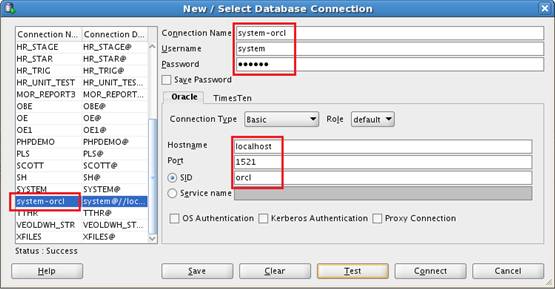 New / Select Database Connection
Connection N... Connection D...
HR_STAGE HR_STAGE@
HR_STAR HR_STAR@
HR_TRIG HR_TRIG@
HR_UNIT_TEST HR_UNIT_TEST...
MOR_REPORT3 MOR_REPORT...
OBE OBE@
OE OE@
OE1 OE1@
PHPDEMO PHPDEMO@
PLS PLS@
SCOTT SCOTT@
SH SH@
SYSTEM SYSTEM@
system-orcl system@//loc...
TTHR TTHR@
VEOLDWH_STR VEOLDWH_ST...
XFILES XFILES@
Status : Success
Connection Name system-orcl
Username system
Password ••••••
Save Password
Oracle TimesTen
Connection Type Basic Role default
Hostname localhost
Port 1521
SID orcl
Service name
OS Authentication Kerberos Authentication Proxy Connection
Help Save Clear Test Connect Cancel